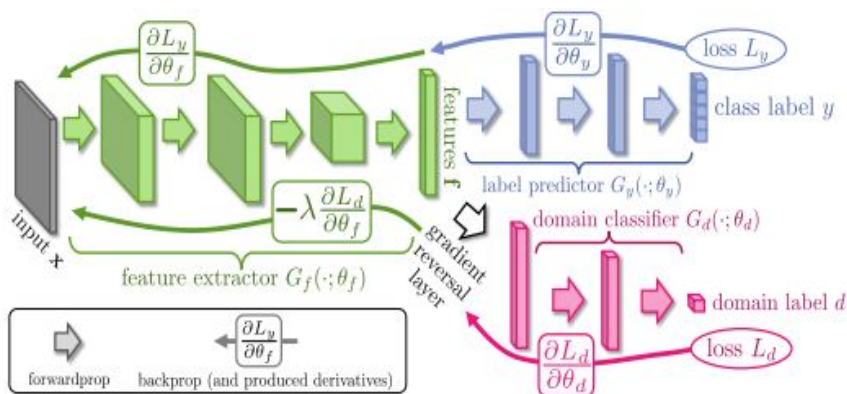 ∂L_y/∂θ_f
∂L_y/∂θ_y
loss L_y
features f
class label y
label predictor G_y(·;θ_y)
input x
−λ ∂L_d/∂θ_f
feature extractor G_f(·;θ_f)
gradient
reversal
layer
domain classifier G_d(·;θ_d)
domain label d
∂L_d/∂θ_d
loss L_d
∂L_y/∂θ_f
forwardprop
backprop (and produced derivatives)